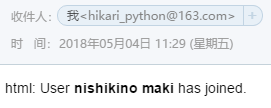 收件人：我<hikari_python@163.com>
时 间：2018年05年04日 11:29 (星期五)
html: User nishikino maki has joined.